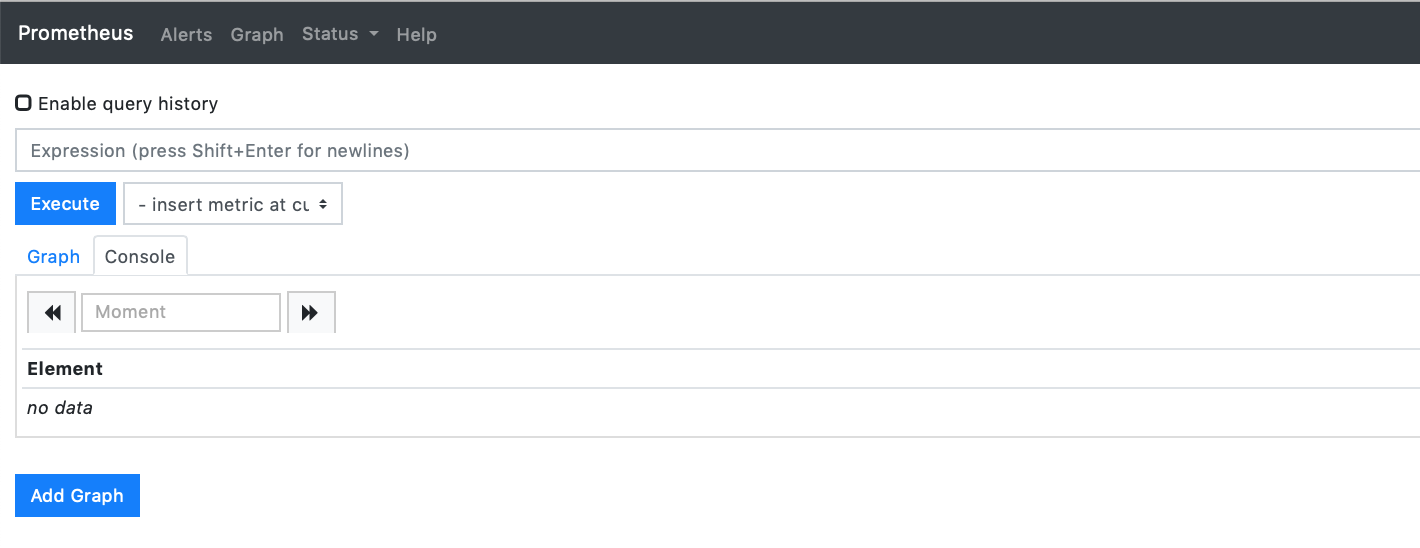 Prometheus Alerts Graph Status Help
Enable query history
Expression (press Shift+Enter for newlines)
Execute - insert metric at cu
Graph Console
Moment
Element
no data
Add Graph